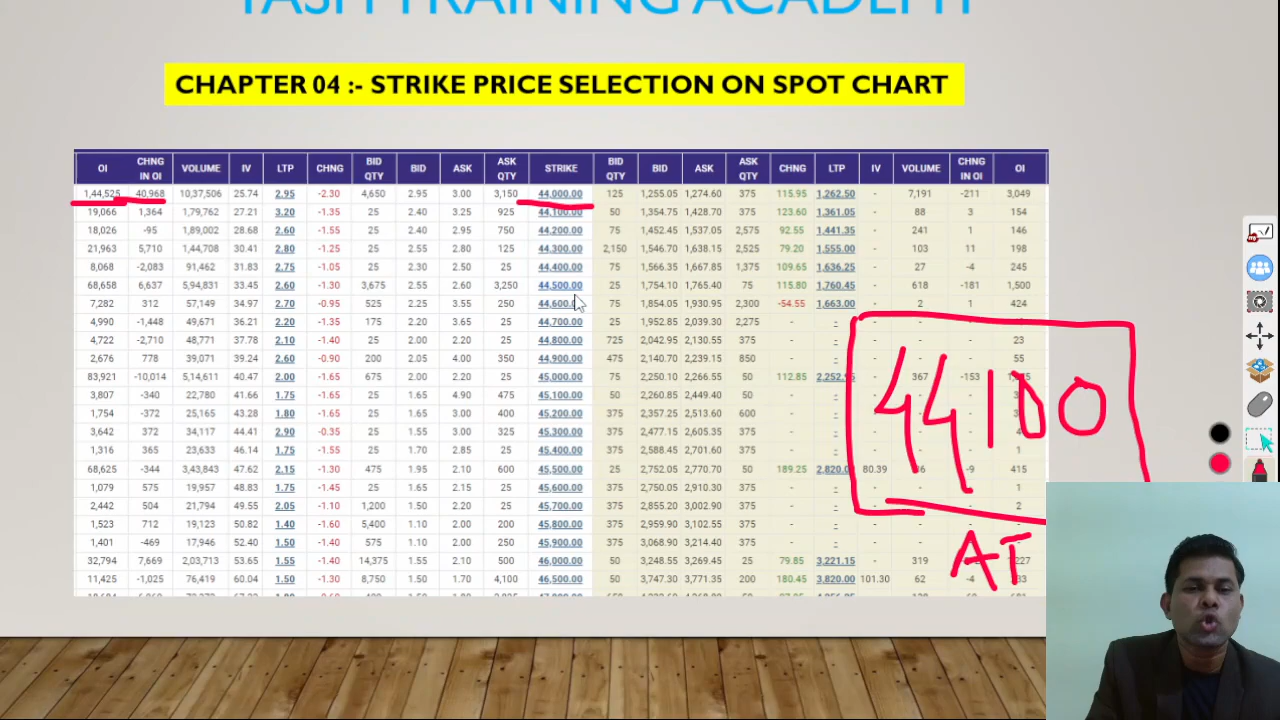 YASH TRAINING ACADEMY
CHAPTER 04 :- STRIKE PRICE SELECTION ON SPOT CHART
OI CHNG IN OI VOLUME IV LTP CHNG BID QTY BID ASK ASK QTY STRIKE BID QTY BID ASK ASK QTY CHNG LTP IV VOLUME CHNG IN OI OI
1,44,525 40,968 10,37,506 25.74 2.95 -2.30 4,650 2.95 3.00 3,150 44,000.00 125 1,255.05 1,274.60 375 115.95 1,262.50 - 7,191 -211 3,049
19,066 1,364 1,79,762 27.21 3.20 -1.35 25 2.40 3.25 925 44,100.00 50 1,354.75 1,428.70 375 123.60 1,361.05 - 88 3 154
18,026 -95 1,89,002 28.68 2.60 -1.55 25 2.40 2.95 750 44,200.00 75 1,452.45 1,537.05 2,575 92.55 1,441.35 - 241 1 146
21,963 5,710 1,44,708 30.41 2.80 -1.25 25 2.55 2.80 125 44,300.00 2,150 1,546.70 1,638.15 2,525 79.20 1,555.00 - 103 11 198
8,068 -2,083 91,462 31.83 2.75 -1.05 25 2.30 2.50 25 44,400.00 75 1,566.35 1,667.85 1,375 109.65 1,636.25 - 27 -4 245
68,658 6,637 5,94,831 33.45 2.60 -1.30 3,675 2.55 2.60 3,250 44,500.00 25 1,754.10 1,765.40 75 115.80 1,760.45 - 618 -181 1,500
7,282 312 57,149 34.97 2.70 -0.95 525 2.25 3.55 250 44,600.00 75 1,854.05 1,930.95 2,300 -54.55 1,663.00 - 2 1 424
4,990 -1,448 49,671 36.21 2.20 -1.35 175 2.20 3.65 25 44,700.00 25 1,952.85 2,039.30 2,275 - - - - -
4,722 -2,710 48,771 37.78 2.10 -1.40 25 2.00 2.20 25 44,800.00 725 2,042.95 2,130.55 375 - - - - 23
2,676 778 39,071 39.24 2.60 -0.90 200 2.05 4.00 350 44,900.00 475 2,140.70 2,239.15 850 - - - - 55
83,921 -10,014 5,14,611 40.47 2.00 -1.65 675 2.00 2.20 25 45,000.00 75 2,250.10 2,266.55 50 112.85 367 -153
3,807 -340 22,780 41.66 1.75 -1.65 25 1.65 4.90 475 45,100.00 50 2,260.85 2,449.40 50 - -
1,754 -372 25,165 43.28 1.80 -1.65 25 1.65 3.00 400 45,200.00 375 2,357.25 2,513.60 600 - -
3,642 372 34,117 44.41 2.90 -0.35 25 1.55 3.00 325 45,300.00 375 2,477.15 2,605.35 375 - -
1,316 365 23,633 46.14 1.75 -1.55 25 1.70 2.85 25 45,400.00 375 2,588.45 2,701.60 375 - - 1
68,625 -344 3,43,843 47.62 2.15 -1.30 475 1.95 2.10 600 45,500.00 25 2,752.05 2,770.70 50 189.25 80.39 -9 415
1,079 575 19,957 48.83 1.75 -1.45 25 1.65 2.15 25 45,600.00 375 2,750.05 2,910.30 375 - - - - 1
2,442 504 21,794 49.55 2.05 -1.10 25 1.50 2.20 25 45,700.00 375 2,855.20 3,002.90 375 - - - 2
1,523 712 19,123 50.82 1.40 -1.60 5,400 1.10 2.00 200 45,800.00 375 2,959.90 3,102.55 375 - - - - -
1,401 -469 17,946 52.40 1.50 -1.40 575 1.10 2.00 250 45,900.00 375 3,068.90 3,214.40 375 - - - -
32,794 7,669 2,03,713 53.65 1.55 -1.40 14,375 1.10 1.55 500 46,000.00 50 3,248.55 3,269.45 25 79.85 3,221.15 - 319
11,425 -1,025 76,419 60.04 1.50 -1.30 8,750 1.50 1.70 4,100 46,500.00 50 3,747.30 3,771.35 200 180.45 3,820.00 101.30 62 -4
44100
AT